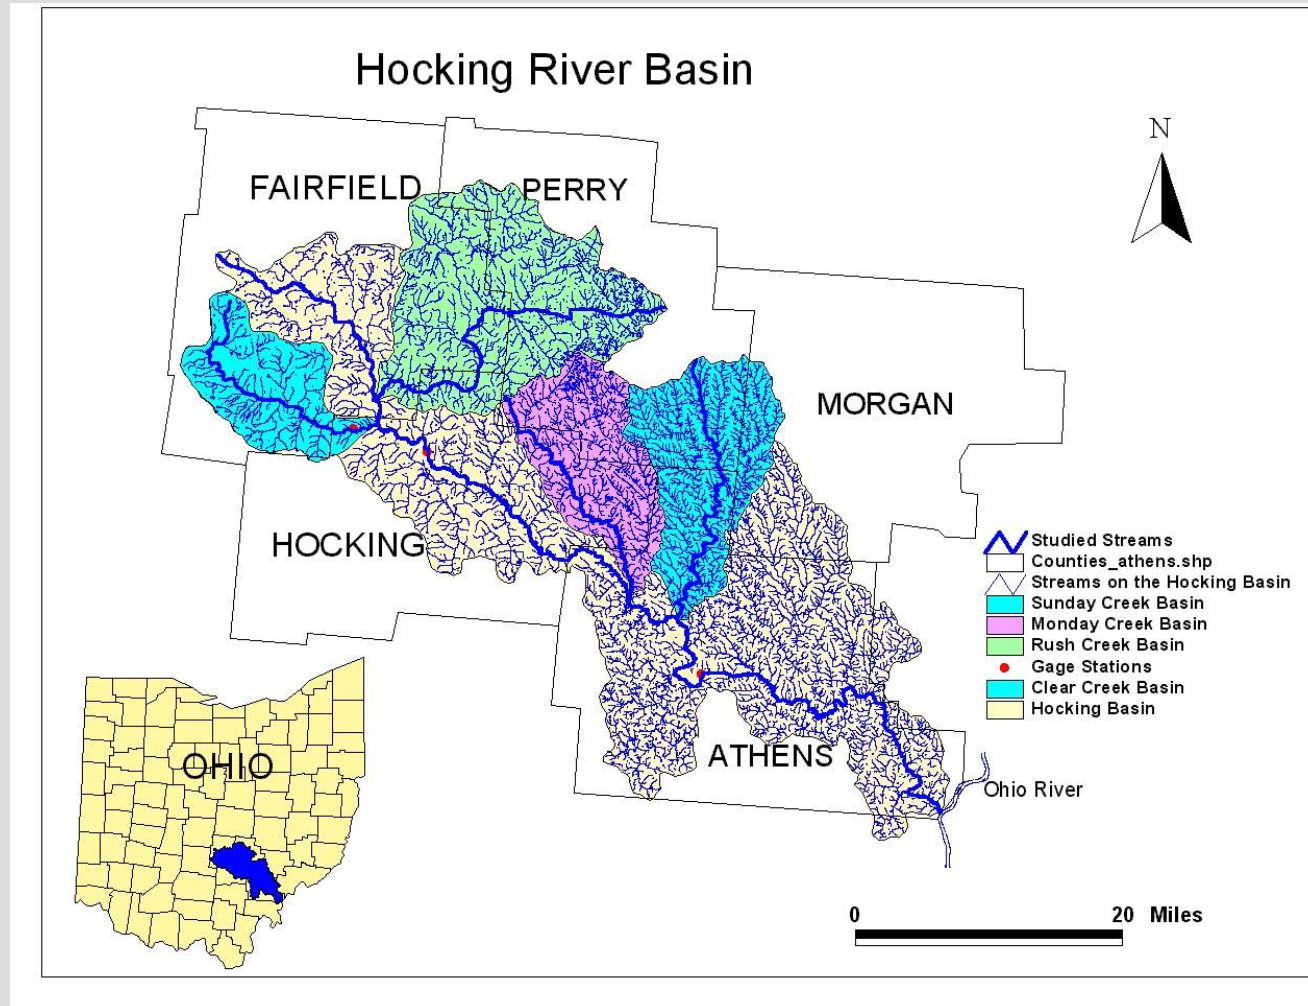 Hocking River Basin
N
FAIRFIELD
PERRY
MORGAN
HOCKING
Studied Streams
Counties_athens.shp
Streams on the Hocking Basin
Sunday Creek Basin
Monday Creek Basin
Rush Creek Basin
Gage Stations
Clear Creek Basin
Hocking Basin
ATHENS
OHIO
Ohio River
0 20 Miles